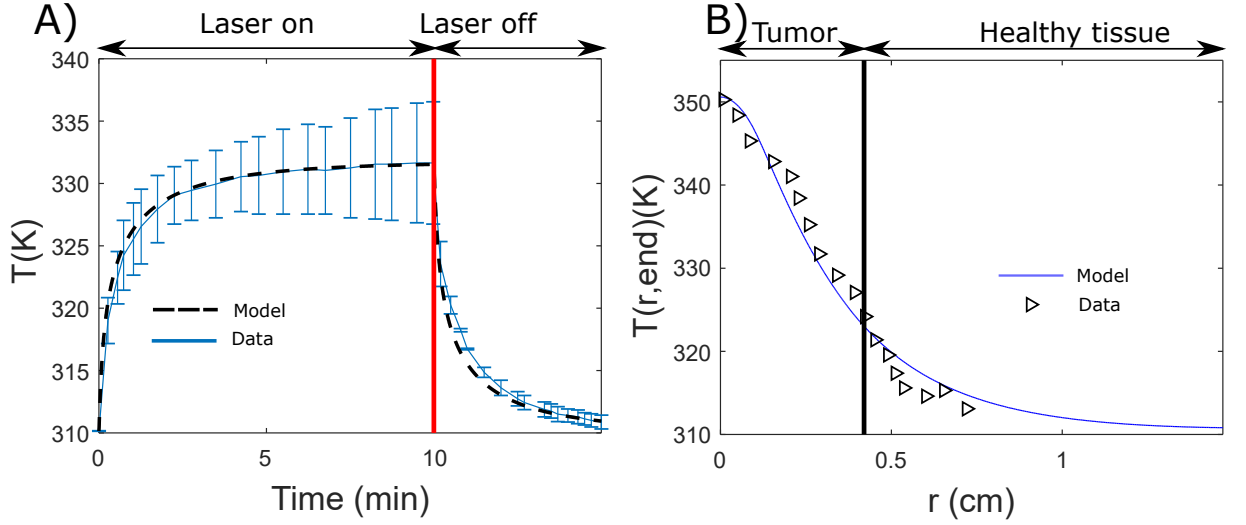 A)
Laser on
Laser off
340
335
330
325
320
315
310
T(K)
Model
Data
0
5
10
Time (min)
B)
Tumor
Healthy tissue
350
340
330
320
310
T(r,end)(K)
Model
Data
0
0.5
1
r (cm)